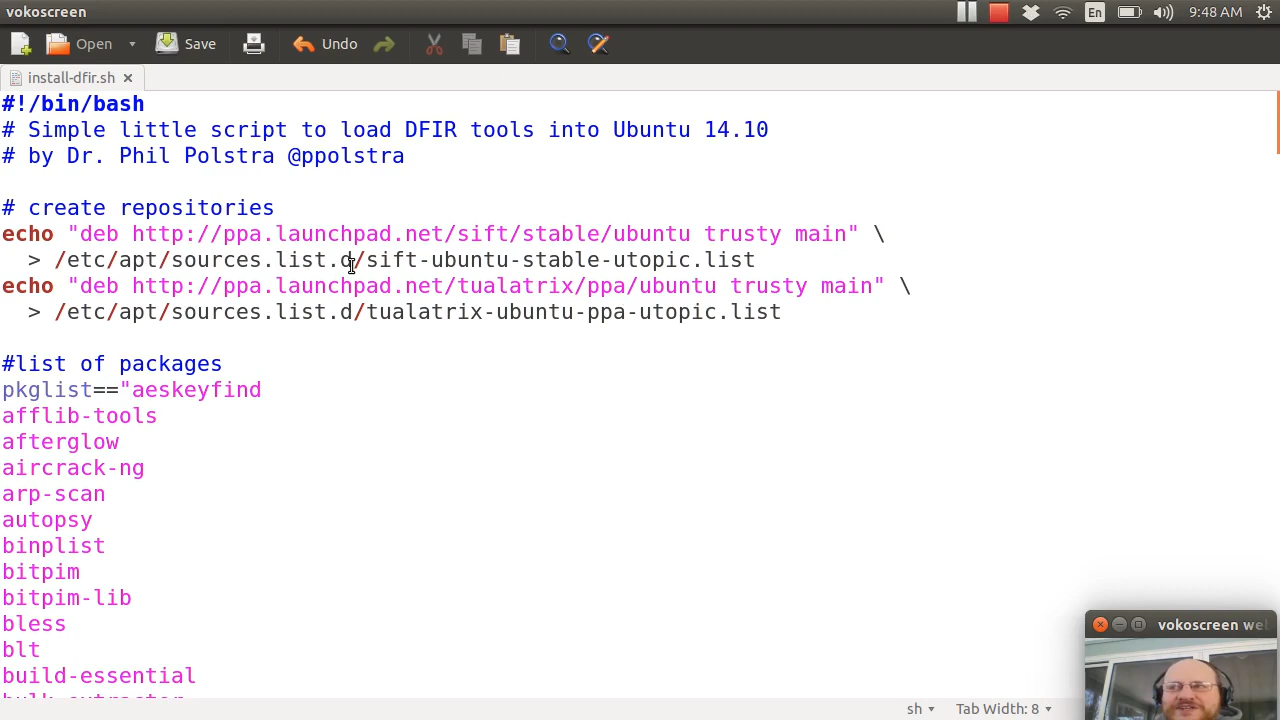 vokoscreen
En
9:48 AM
Open
Save
Undo
install-dfir.sh
#!/bin/bash
# Simple little script to load DFIR tools into Ubuntu 14.10
# by Dr. Phil Polstra @ppolstra
# create repositories
echo "deb http://ppa.launchpad.net/sift/stable/ubuntu trusty main" \
> /etc/apt/sources.list.d/sift-ubuntu-stable-utopic.list
echo "deb http://ppa.launchpad.net/tualatrix/ppa/ubuntu trusty main" \
> /etc/apt/sources.list.d/tualatrix-ubuntu-ppa-utopic.list
#list of packages
pkglist=="aeskeyfind
afflib-tools
afterglow
aircrack-ng
arp-scan
autopsy
binplist
bitpim
bitpim-lib
bless
blt
build-essential
vokoscreen we
sh
Tab Width: 8